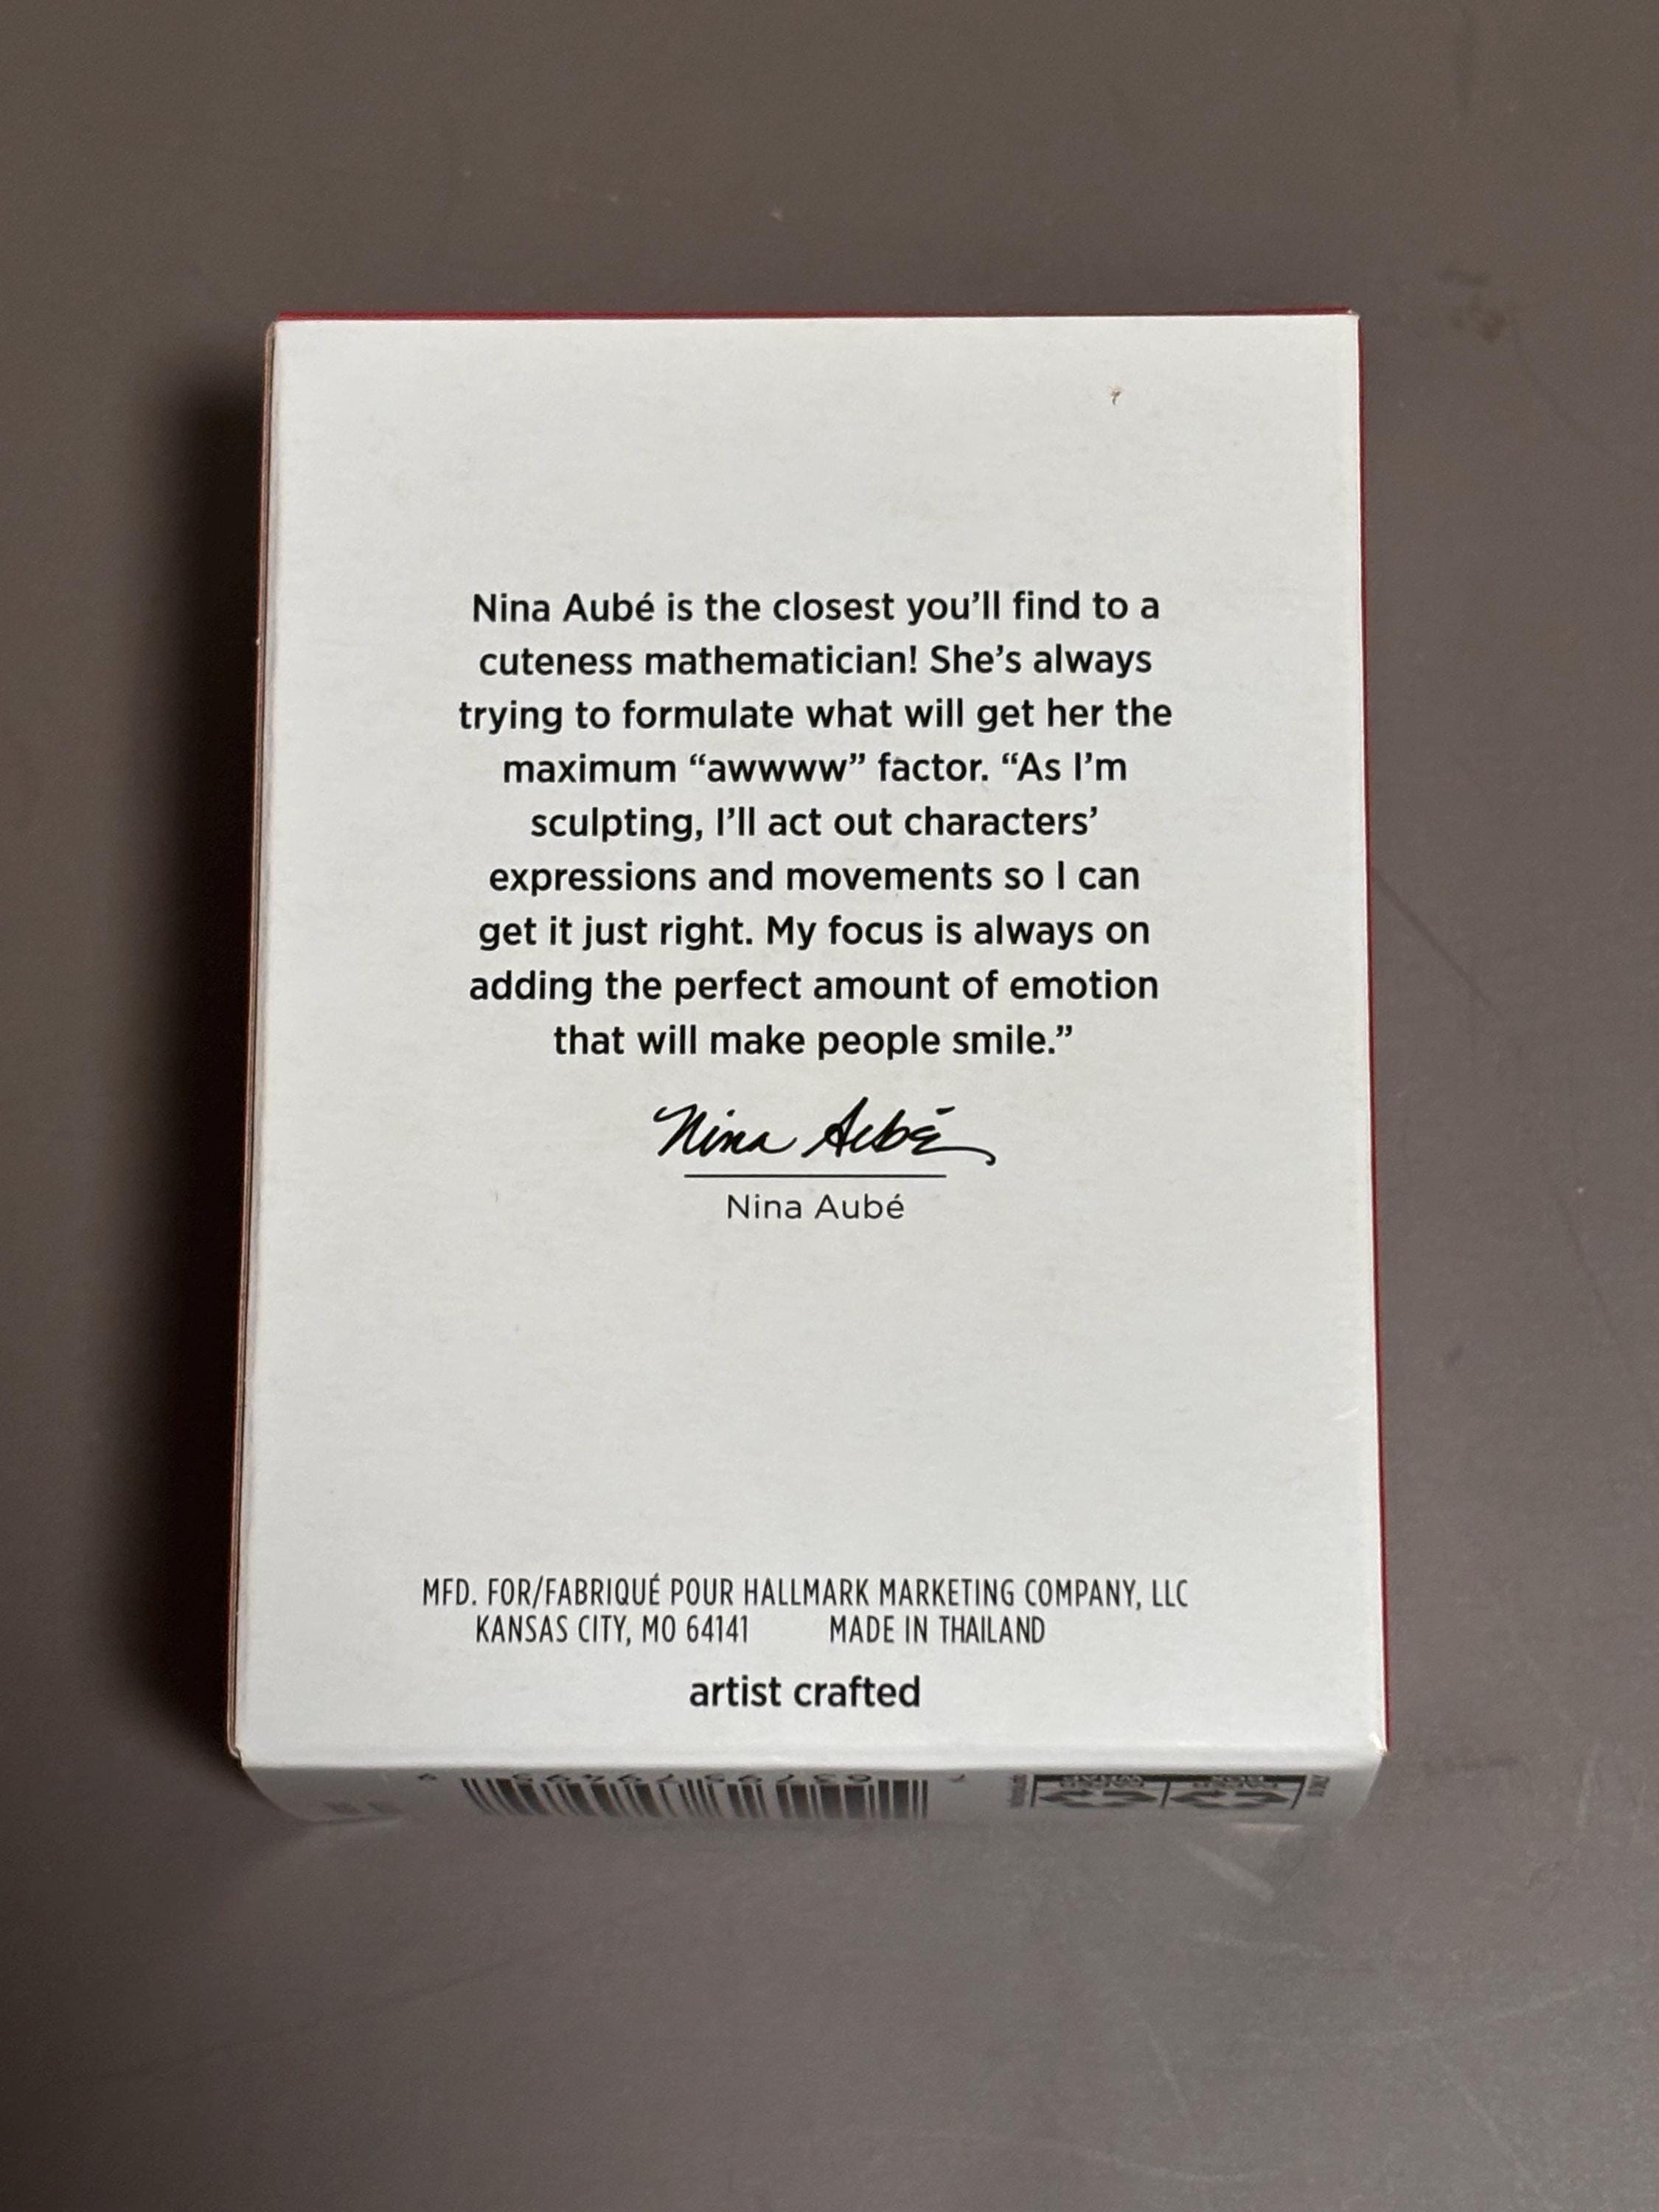 Nina Aubé is the closest you’ll find to a
cuteness mathematician! She’s always
trying to formulate what will get her the
maximum “awwww” factor. “As I’m
sculpting, I’ll act out characters’
expressions and movements so I can
get it just right. My focus is always on
adding the perfect amount of emotion
that will make people smile.”
Nina Aubé
Nina Aubé
MFD. FOR/FABRIQUÉ POUR HALLMARK MARKETING COMPANY, LLC
KANSAS CITY, MO 64141 MADE IN THAILAND
artist crafted